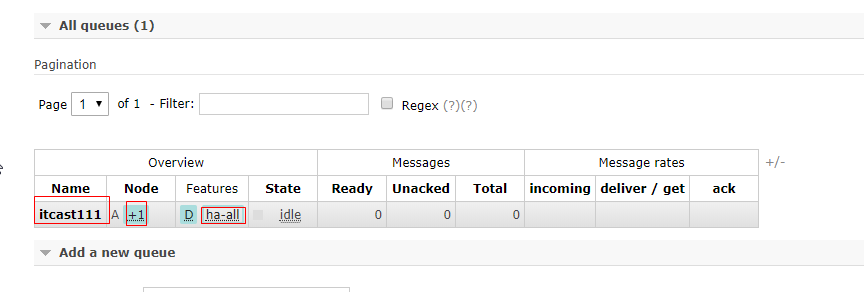 All queues (1)
Pagination
Page 1 of 1 - Filter: Regex (?)(?)
Overview Messages Message rates +/-
Name Node Features State Ready Unacked Total incoming deliver / get ack
itcast111 A +1 D ha-all idle 0 0 0
Add a new queue